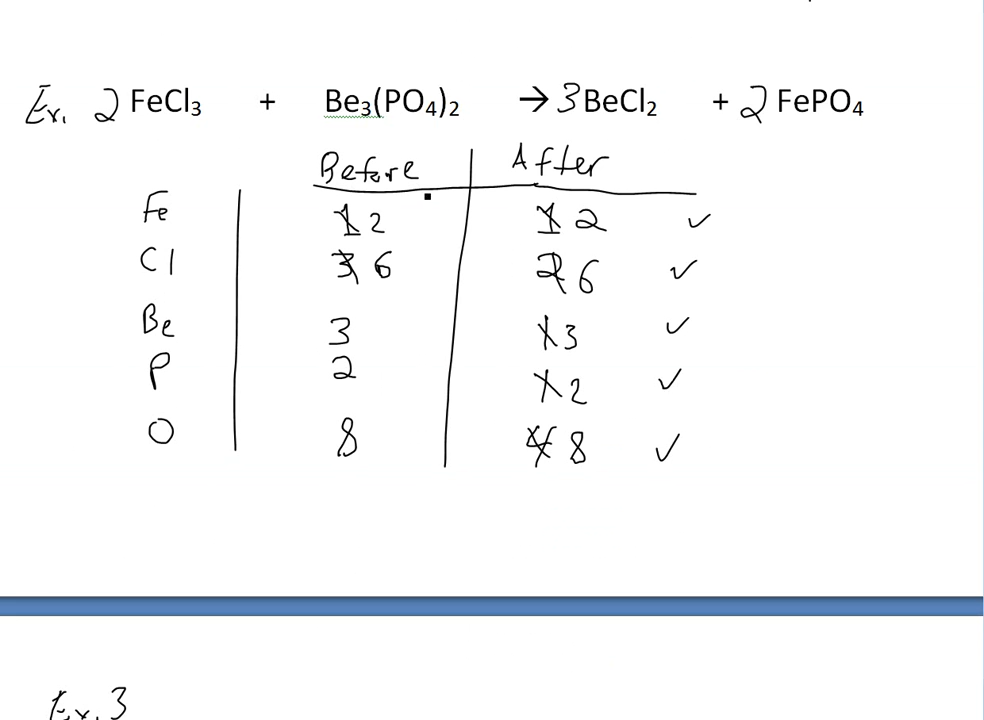 Ex. 2 FeCl₃ + Be₃(PO₄)₂ → 3 BeCl₂ + 2 FePO₄
Before After
Fe 1 2 1 2 ✓
Cl 3 6 2 6 ✓
Be 3 1 3 ✓
P 2 1 2 ✓
O 8 4 8 ✓
Ex. 3